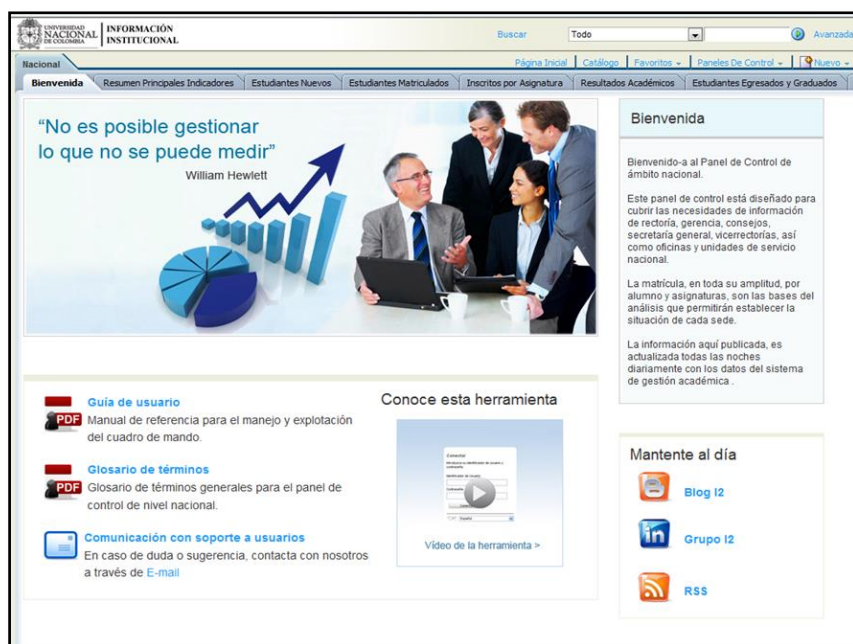 UNIVERSIDAD
NACIONAL
DE COLOMBIA
INFORMACIÓN
INSTITUCIONAL
Buscar Todo Avanzada
Nacional
Página Inicial Catálogo Favoritos Paneles De Control Nuevo
Bienvenida Resumen Principales Indicadores Estudiantes Nuevos Estudiantes Matriculados Inscritos por Asignatura Resultados Académicos Estudiantes Egresados y Graduados
“No es posible gestionar
lo que no se puede medir”
William Hewlett
Bienvenida
Bienvenido-a al Panel de Control de
ámbito nacional.
Este panel de control está diseñado para
cubrir las necesidades de información
de rectoría, gerencia, consejos,
secretaría general, vicerrectorías, así
como oficinas y unidades de servicio
nacional.
La matrícula, en toda su amplitud, por
alumno y asignaturas, son las bases del
análisis que permitirán establecer la
situación de cada sede.
La información aquí publicada, es
actualizada todas las noches
diariamente con los datos del sistema
de gestión académica .
PDF
Guía de usuario
Manual de referencia para el manejo y explotación
del cuadro de mando.
PDF
Glosario de términos
Glosario de términos generales para el panel de
control de nivel nacional.
Comunicación con soporte a usuarios
En caso de duda o sugerencia, contacta con nosotros
a través de E-mail
Conoce esta herramienta
Conectar
Español
Vídeo de la herramienta >
Mantente al día
Blog I2
in
Grupo I2
RSS